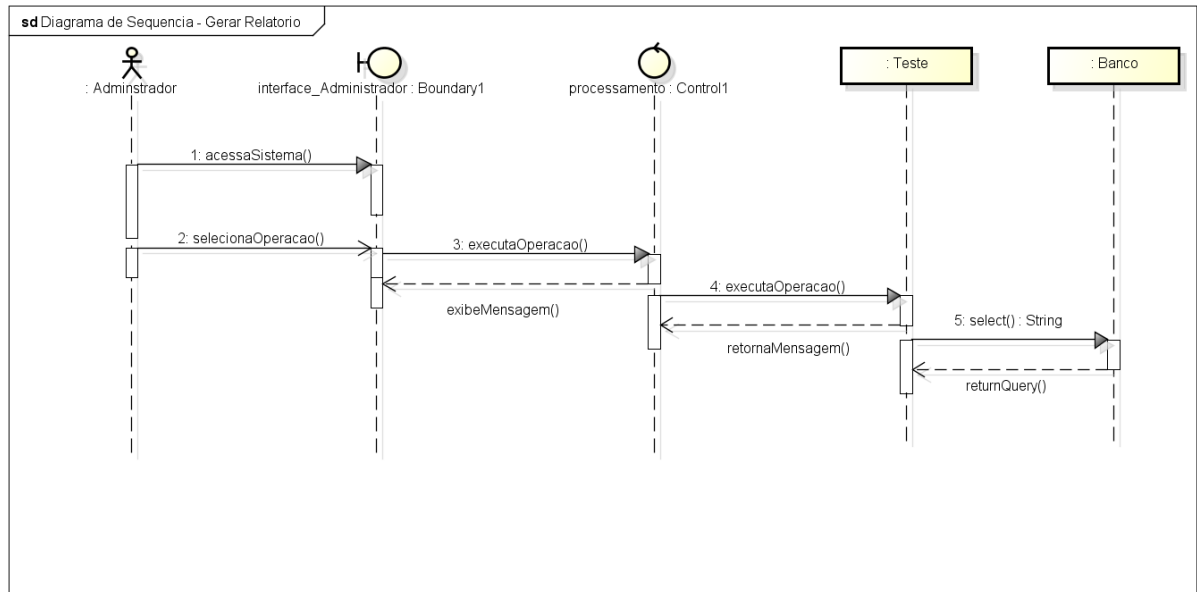 sd Diagrama de Sequencia - Gerar Relatorio
: Adminstrador
interface_Administrador : Boundary1
processamento : Control1
: Teste
: Banco
1: acessaSistema()
2: selecionaOperacao()
3: executaOperacao()
exibeMensagem()
4: executaOperacao()
retornaMensagem()
5: select() : String
returnQuery()